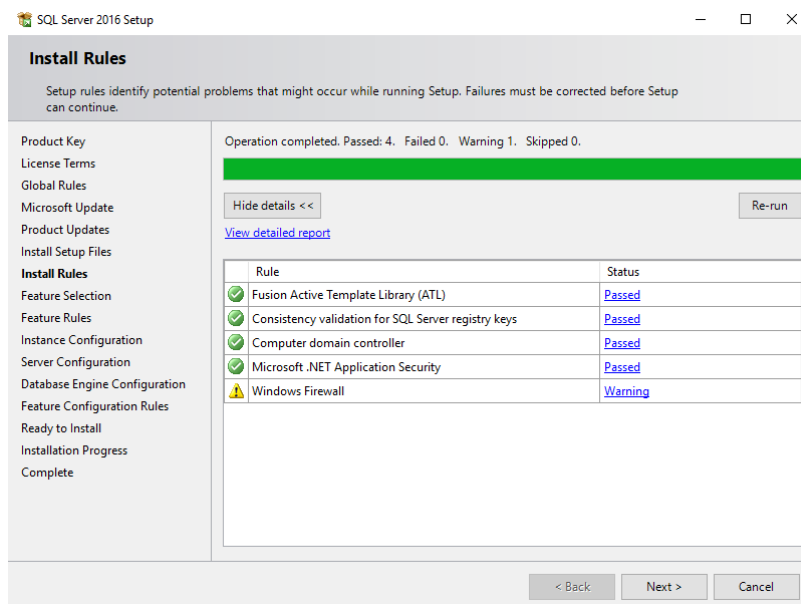 SQL Server 2016 Setup
Install Rules
Setup rules identify potential problems that might occur while running Setup. Failures must be corrected before Setup
can continue.
Product Key
License Terms
Global Rules
Microsoft Update
Product Updates
Install Setup Files
Install Rules
Feature Selection
Feature Rules
Instance Configuration
Server Configuration
Database Engine Configuration
Feature Configuration Rules
Ready to Install
Installation Progress
Complete
Operation completed. Passed: 4. Failed 0. Warning 1. Skipped 0.
Hide details <<
Re-run
View detailed report
Rule Status
Fusion Active Template Library (ATL) Passed
Consistency validation for SQL Server registry keys Passed
Computer domain controller Passed
Microsoft .NET Application Security Passed
Windows Firewall Warning
< Back Next > Cancel